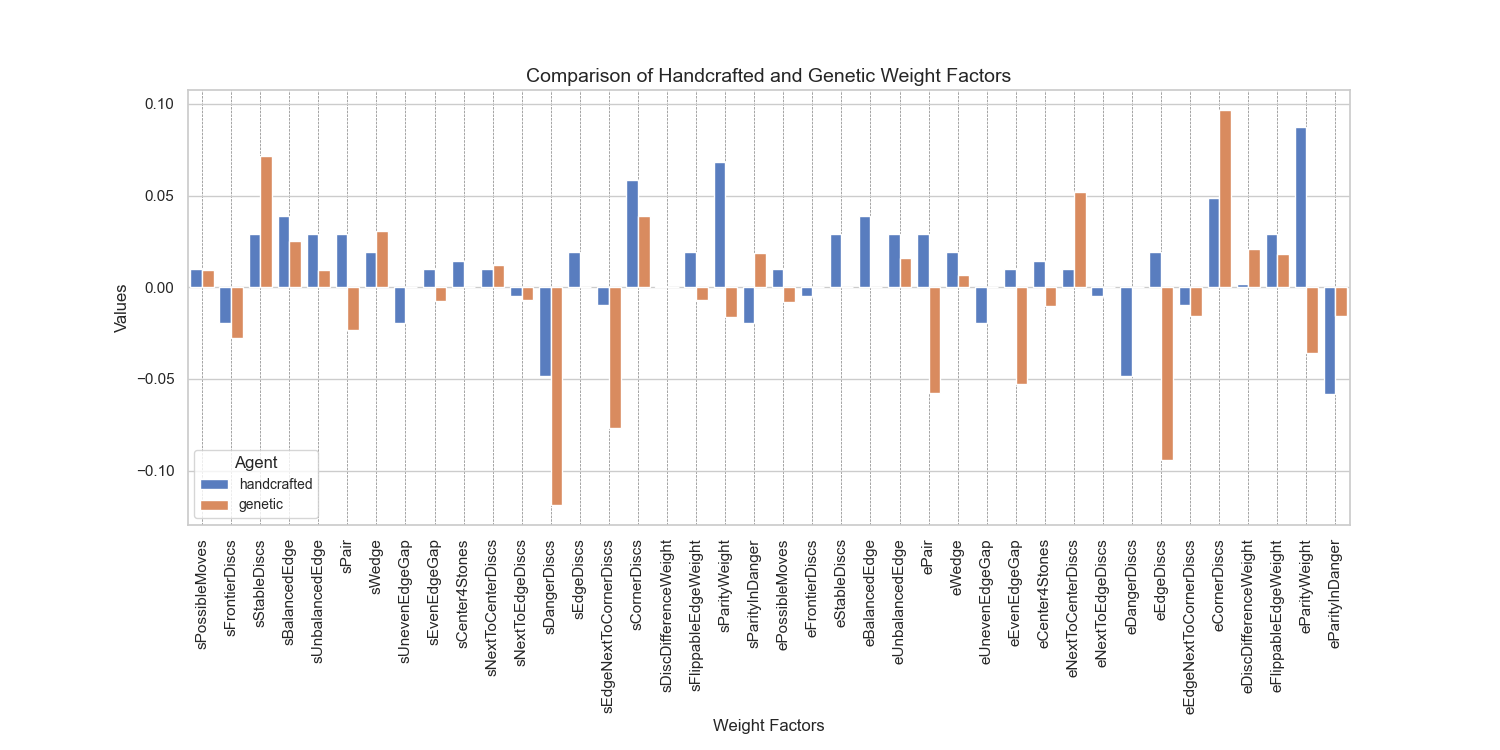 Comparison of Handcrafted and Genetic Weight Factors
0.10
0.05
0.00
−0.05
−0.10
Values
Agent
handcrafted
genetic
sPossibleMoves
sFrontierDiscs
sStableDiscs
sBalancedEdge
sUnbalancedEdge
sPair
sWedge
sUnevenEdgeGap
sEvenEdgeGap
sCenter4Stones
sNextToCenterDiscs
sNextToEdgeDiscs
sDangerDiscs
sEdgeDiscs
sEdgeNextToCornerDiscs
sCornerDiscs
sDiscDifferenceWeight
sFlippableEdgeWeight
sParityWeight
sParityInDanger
ePossibleMoves
eFrontierDiscs
eStableDiscs
eBalancedEdge
eUnbalancedEdge
ePair
eWedge
eUnevenEdgeGap
eEvenEdgeGap
eCenter4Stones
eNextToCenterDiscs
eNextToEdgeDiscs
eDangerDiscs
eEdgeDiscs
eEdgeNextToCornerDiscs
eCornerDiscs
eDiscDifferenceWeight
eFlippableEdgeWeight
eParityWeight
eParityInDanger
Weight Factors